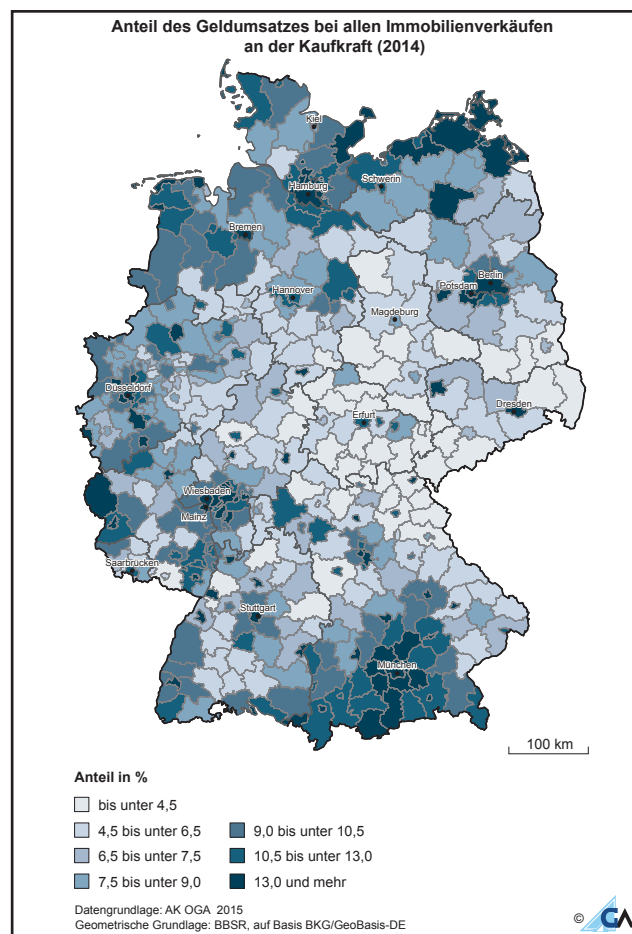 Anteil des Geldumsatzes bei allen Immobilienverkäufen
an der Kaufkraft (2014)
Kiel
Hamburg
Schwerin
Bremen
Hannover
Potsdam
Berlin
Magdeburg
Düsseldorf
Erfurt
Dresden
Wiesbaden
Mainz
Saarbrücken
Stuttgart
München
100 km
Anteil in %
bis unter 4,5
4,5 bis unter 6,5
6,5 bis unter 7,5
7,5 bis unter 9,0
9,0 bis unter 10,5
10,5 bis unter 13,0
13,0 und mehr
Datengrundlage: AK OGA 2015
Geometrische Grundlage: BBSR, auf Basis BKG/GeoBasis-DE
© GA